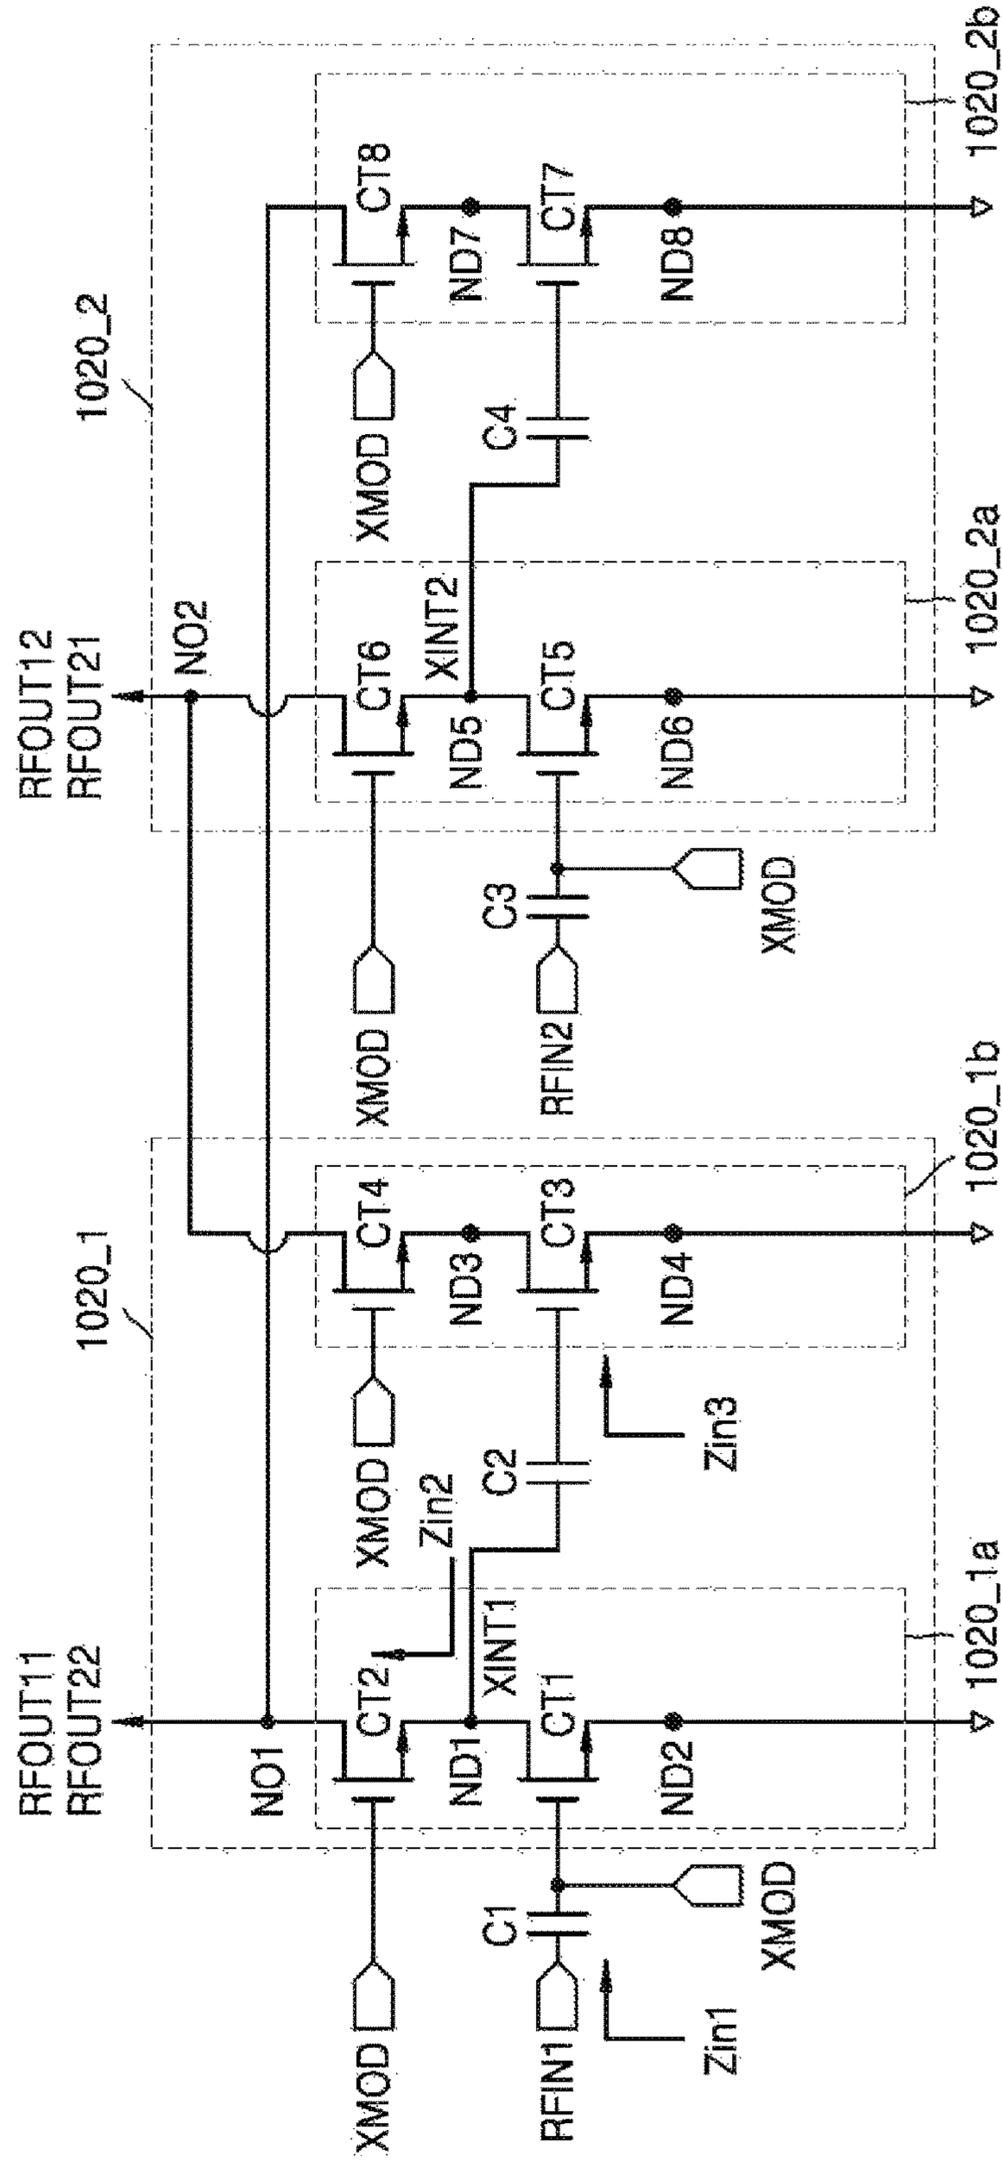 RFOUT11
RFOUT22
1020_1
RFOUT12
RFOUT21
NO2
1020_2
NO1
XMOD
CT2
Zin2
XMOD
CT4
XMOD
CT6
XMOD
CT8
ND1
XINT1
ND3
ND5
XINT2
ND7
RFIN1
C1
CT1
C2
CT3
RFIN2
C3
CT5
C4
CT7
ND2
ND4
ND6
ND8
Zin1
XMOD
Zin3
XMOD
1020_1a
1020_1b
1020_2a
1020_2b